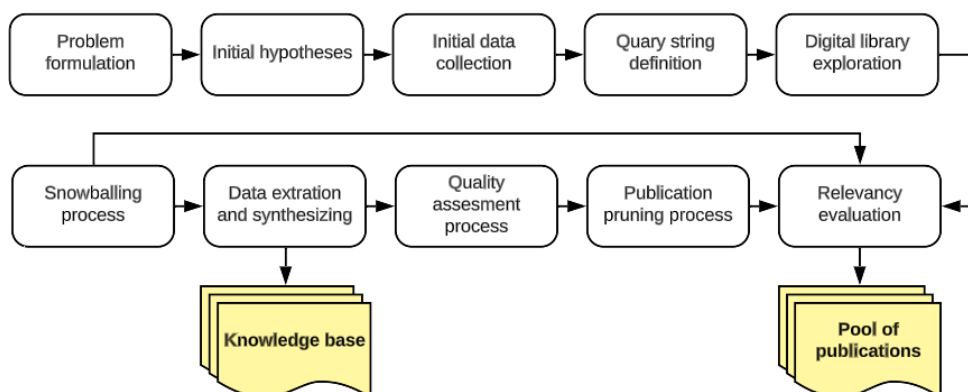 Problem
formulation
Initial hypotheses
Initial data
collection
Quary string
definition
Digital library
exploration
Snowballing
process
Data extration
and synthesizing
Quality
assesment
process
Publication
pruning process
Relevancy
evaluation
Knowledge base
Pool of
publications